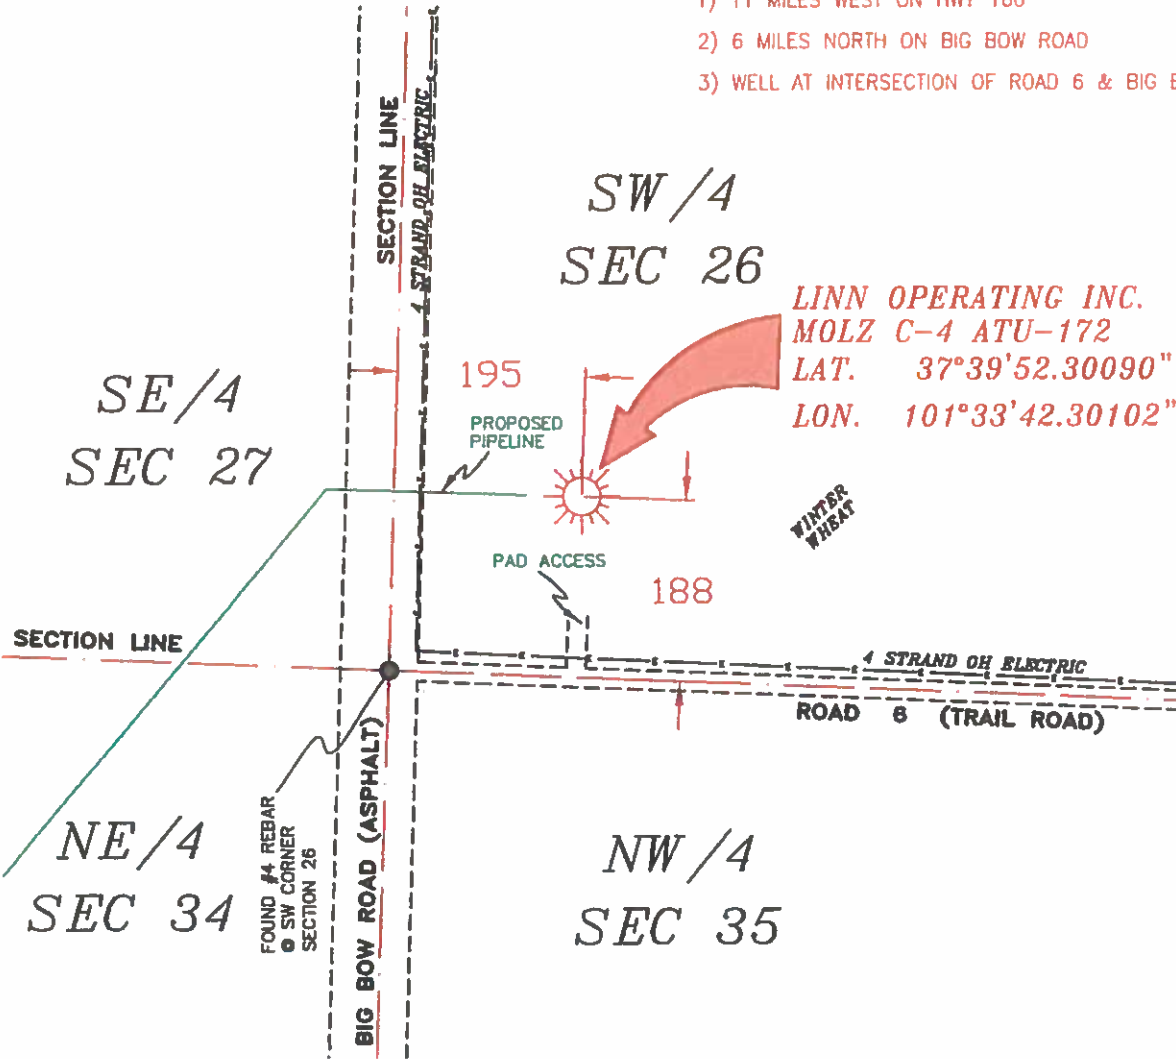 2) 6 MILES NORTH ON BIG BOW ROAD
3) WELL AT INTERSECTION OF ROAD 6 & BIG
SECTION LINE
4 STRAND OH ELECTRIC
SW/4
SEC 26
LINN OPERATING INC.
MOLZ C-4 ATU-172
LAT. 37°39'52.30090"
LON. 101°33'42.30102"
195
SE/4
SEC 27
PROPOSED
PIPELINE
WINTER
WHEAT
PAD ACCESS
188
SECTION LINE
4 STRAND OH ELECTRIC
ROAD 6 (TRAIL ROAD)
BIG BOW ROAD (ASPHALT)
FOUND #4 REBAR
@ SW CORNER
SECTION 26
NE/4
SEC 34
NW/4
SEC 35